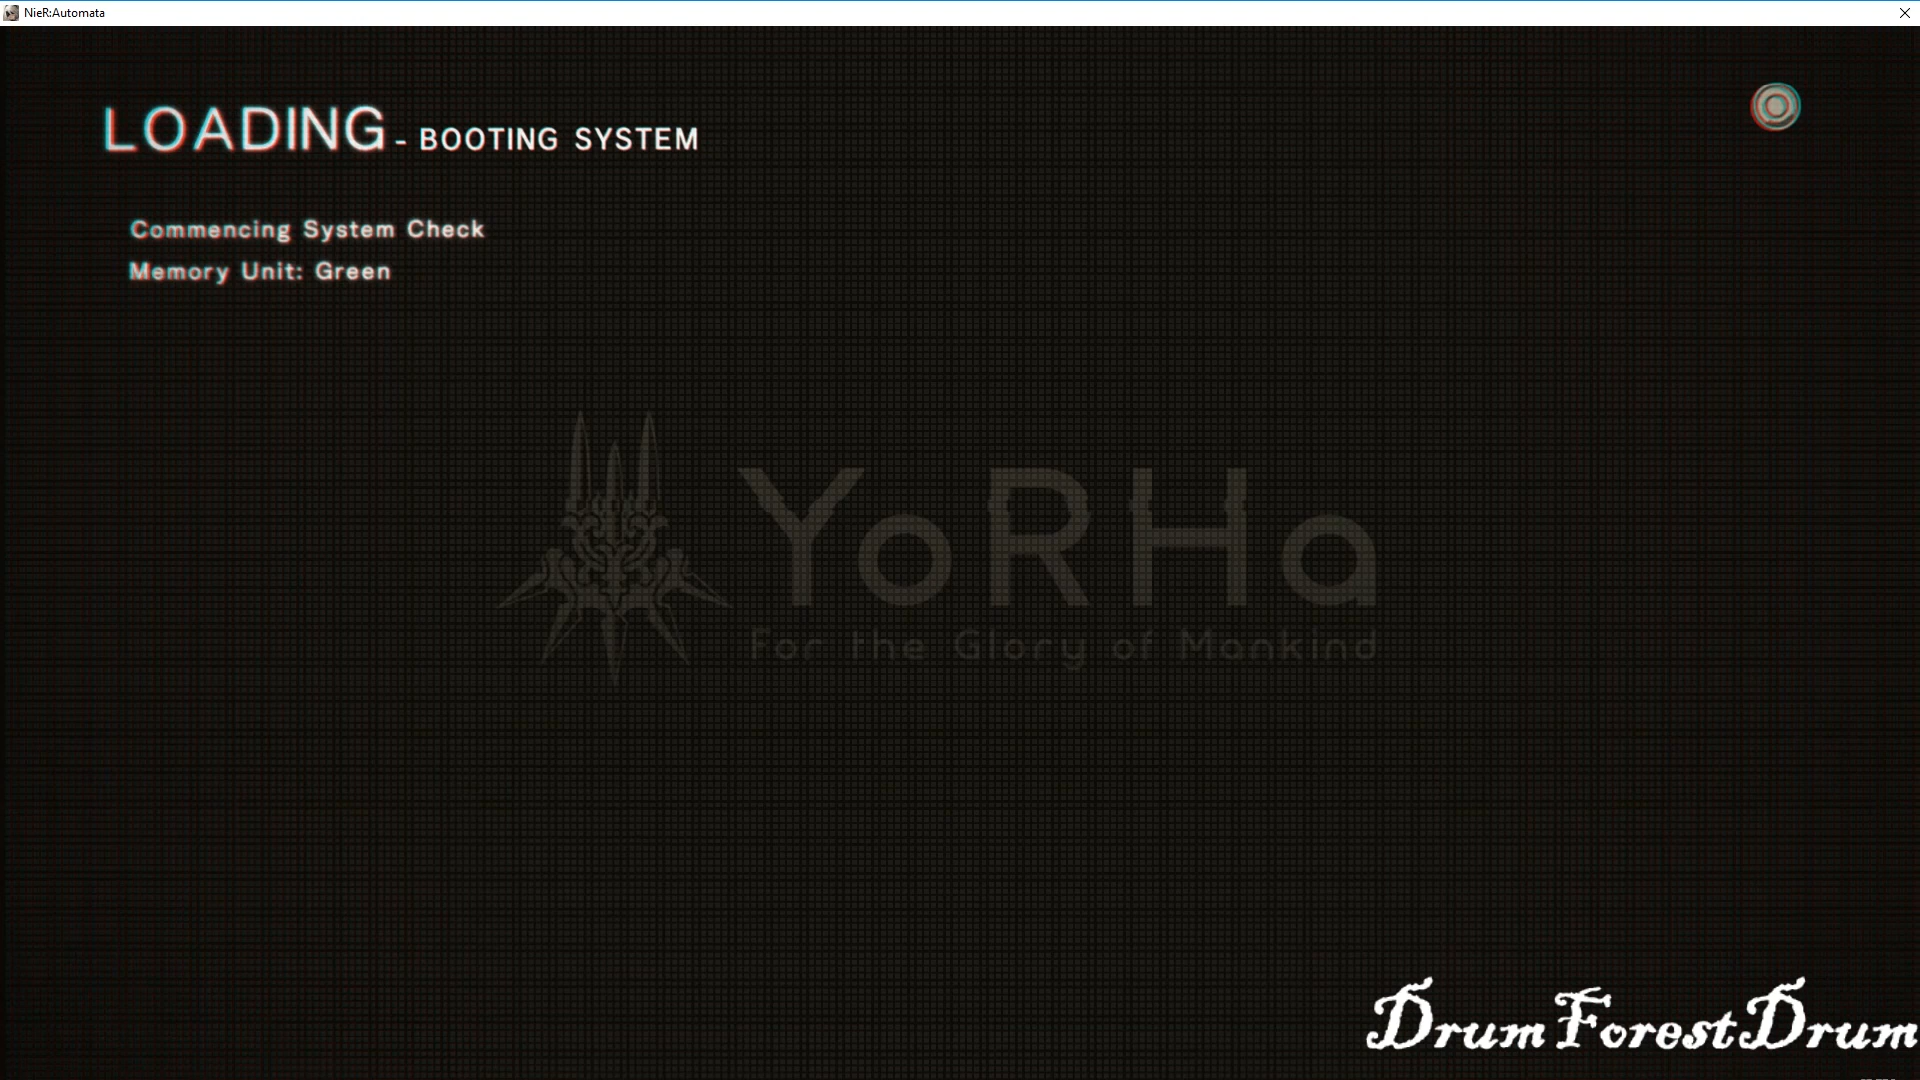 NieR:Automata
LOADING - BOOTING SYSTEM
Commencing System Check
Memory Unit: Green
YoRHa
For the Glory of Mankind
DrumForestDrum